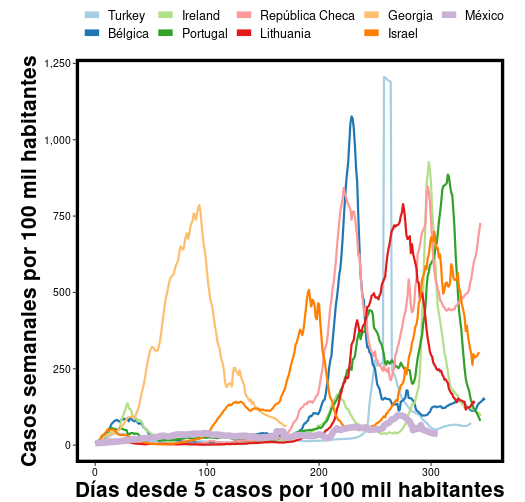 Turkey Ireland República Checa Georgia México
Bélgica Portugal Lithuania Israel
Casos semanales por 100 mil habitantes
1,250
1,000
750
500
250
0
0 100 200 300
Días desde 5 casos por 100 mil habitantes